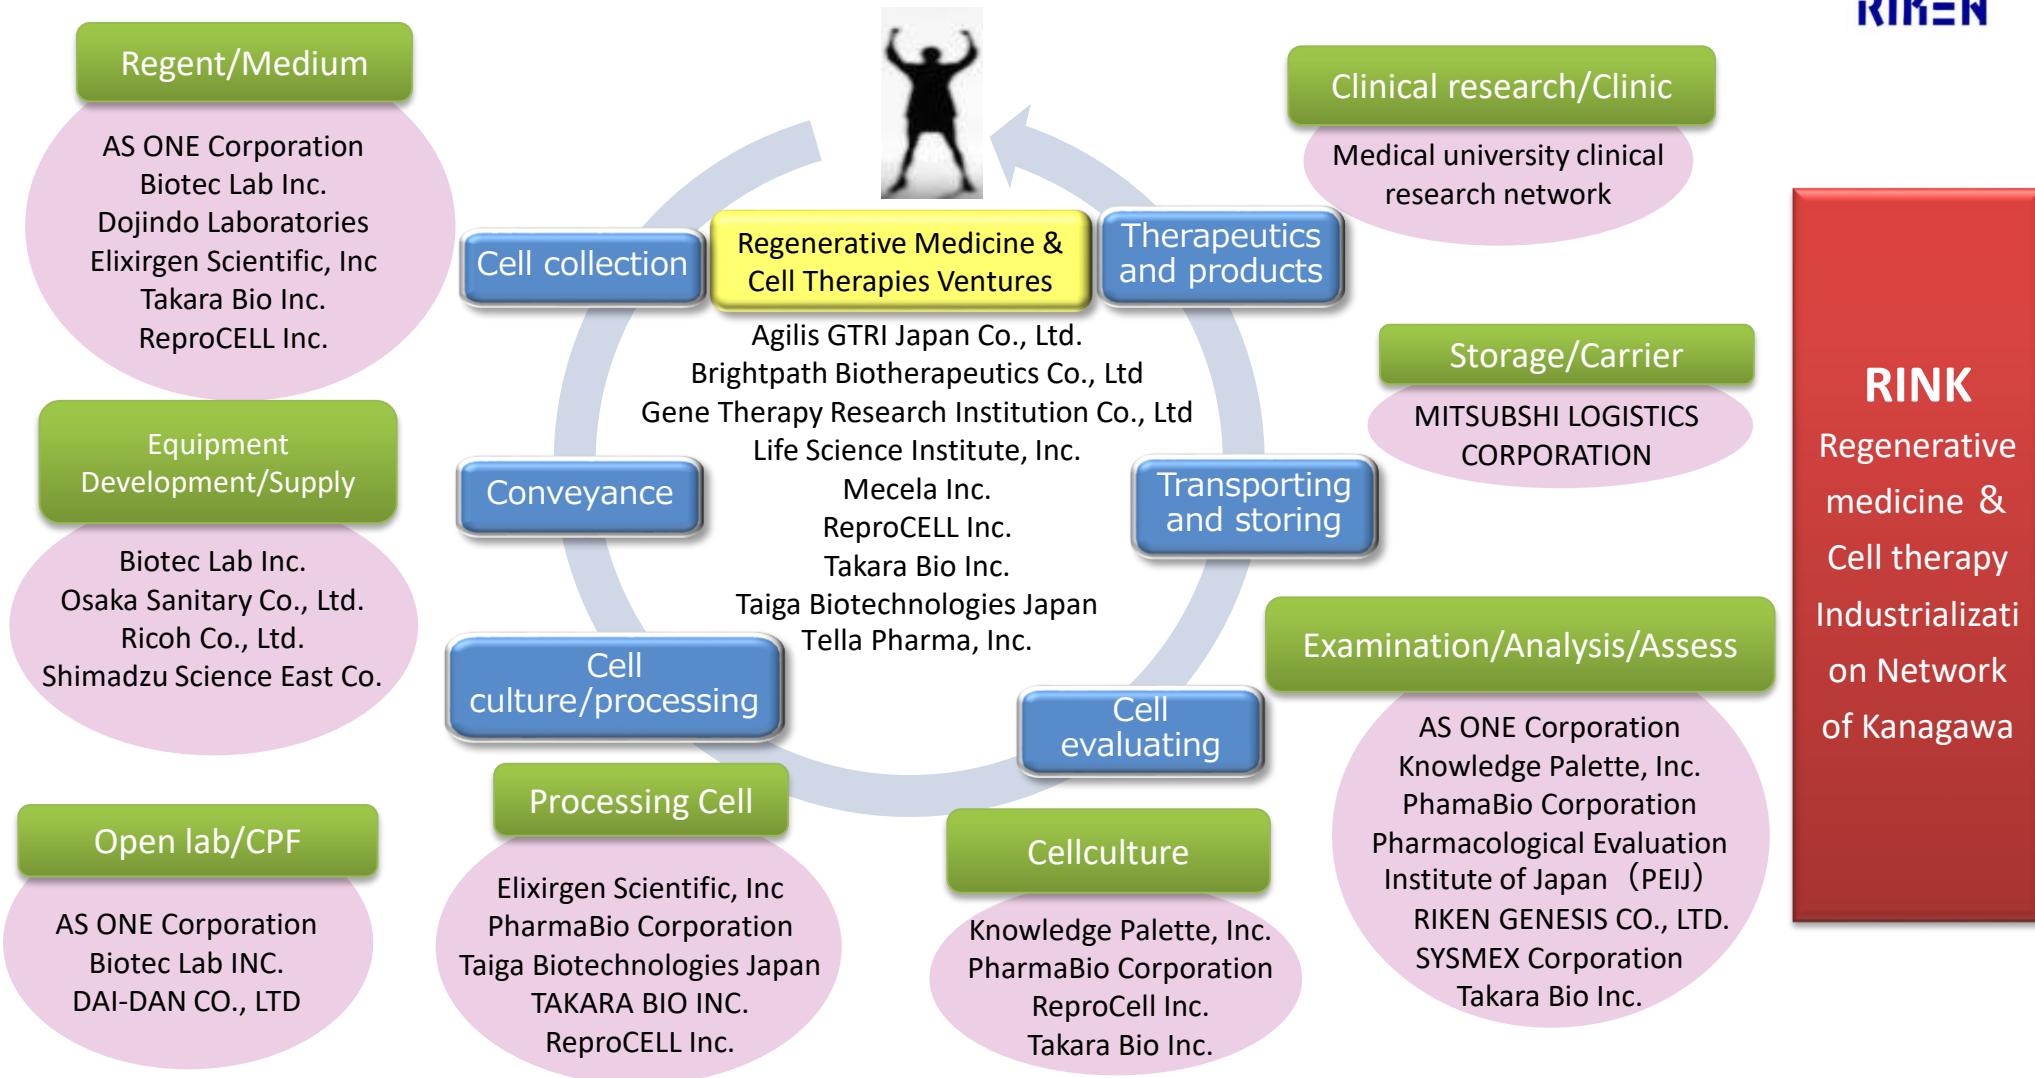 RIKEN
Regent/Medium
AS ONE Corporation
Biotec Lab Inc.
Dojindo Laboratories
Elixirgen Scientific, Inc
Takara Bio Inc.
ReproCELL Inc.
Equipment
Development/Supply
Biotec Lab Inc.
Osaka Sanitary Co., Ltd.
Ricoh Co., Ltd.
Shimadzu Science East Co.
Open lab/CPF
AS ONE Corporation
Biotec Lab INC.
DAI-DAN CO., LTD
Cell collection
Conveyance
Cell
culture/processing
Cell
evaluating
Transporting
and storing
Therapeutics
and products
Regenerative Medicine &
Cell Therapies Ventures
Agilis GTRI Japan Co., Ltd.
Brightpath Biotherapeutics Co., Ltd
Gene Therapy Research Institution Co., Ltd
Life Science Institute, Inc.
Mecela Inc.
ReproCELL Inc.
Takara Bio Inc.
Taiga Biotechnologies Japan
Tella Pharma, Inc.
Processing Cell
Elixirgen Scientific, Inc
PharmaBio Corporation
Taiga Biotechnologies Japan
TAKARA BIO INC.
ReproCELL Inc.
Cellculture
Knowledge Palette, Inc.
PharmaBio Corporation
ReproCell Inc.
Takara Bio Inc.
Clinical research/Clinic
Medical university clinical
research network
Storage/Carrier
MITSUBSHI LOGISTICS
CORPORATION
Examination/Analysis/Assess
AS ONE Corporation
Knowledge Palette, Inc.
PhamaBio Corporation
Pharmacological Evaluation
Institute of Japan（PEIJ）
RIKEN GENESIS CO., LTD.
SYSMEX Corporation
Takara Bio Inc.
RINK
Regenerative
medicine ＆
Cell therapy
Industrializati
on Network
of Kanagawa